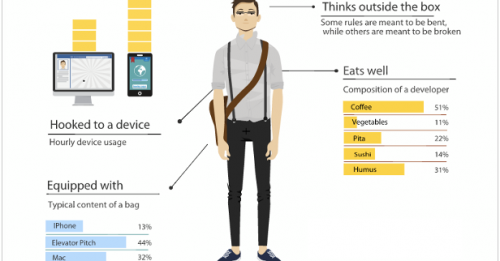 Thinks outside the box
Some rules are meant to be bent,
while others are meant to be broken
Eats well
Composition of a developer
Coffee 51%
Vegetables 11%
Pita 22%
Sushi 14%
Humus 31%
Hooked to a device
Hourly device usage
Equipped with
Typical content of a bag
IPhone 13%
Elevator Pitch 44%
Mac 32%